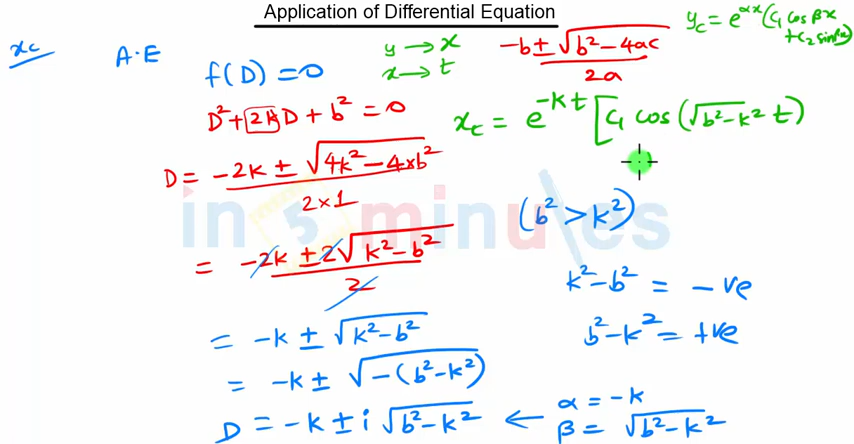 Application of Differential Equation
x_c
A.E
f(D) = 0
y → x
x → t
-b ± √(b² - 4ac) / 2a
y_c = e^(αx) (C₁ cos βx
+ C₂ sin βx)
D² + 2kD + b² = 0
x_c = e^(-kt) [C₁ cos (√(b² - k²) t)
D = -2k ± √(4k² - 4×b²) / 2×1
in 5 minutes
(b² > k²)
= -2k ± 2√(k² - b²) / 2
k² - b² = -ve
= -k ± √(k² - b²)
b² - k² = +ve
= -k ± √(-(b² - k²))
D = -k ± i √(b² - k²) ← α = -k
β = √(b² - k²)